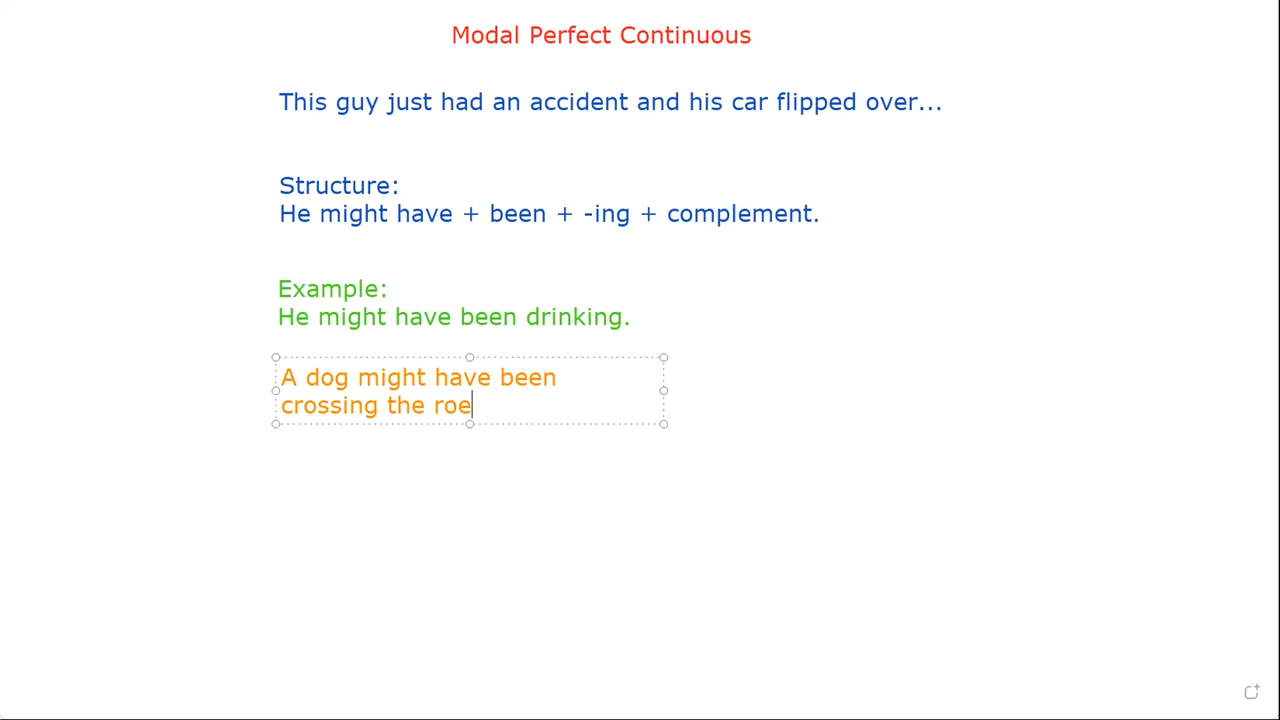 Modal Perfect Continuous
This guy just had an accident and his car flipped over...
Structure:
He might have + been + -ing + complement.
Example:
He might have been drinking.
A dog might have been
crossing the roe